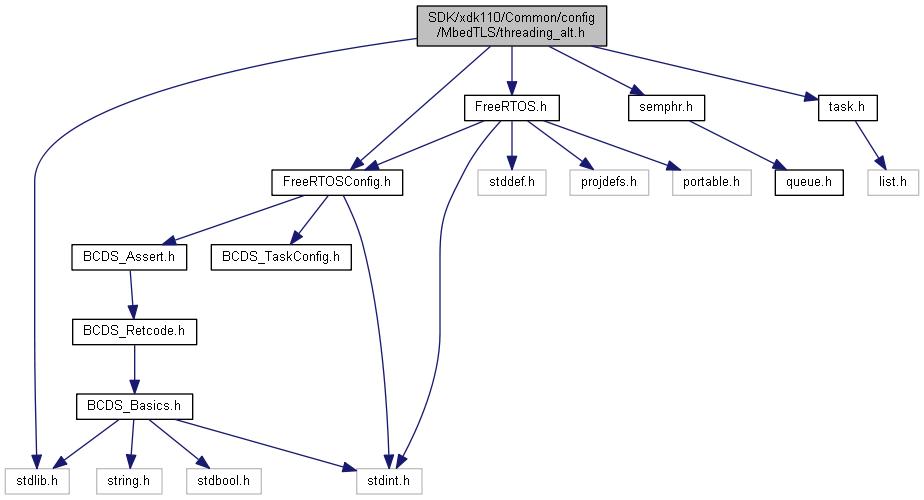 SDK/xdk110/Common/config
/MbedTLS/threading_alt.h
FreeRTOS.h
semphr.h
task.h
FreeRTOSConfig.h
stddef.h
projdefs.h
portable.h
queue.h
list.h
BCDS_Assert.h
BCDS_TaskConfig.h
BCDS_Retcode.h
BCDS_Basics.h
stdlib.h
string.h
stdbool.h
stdint.h